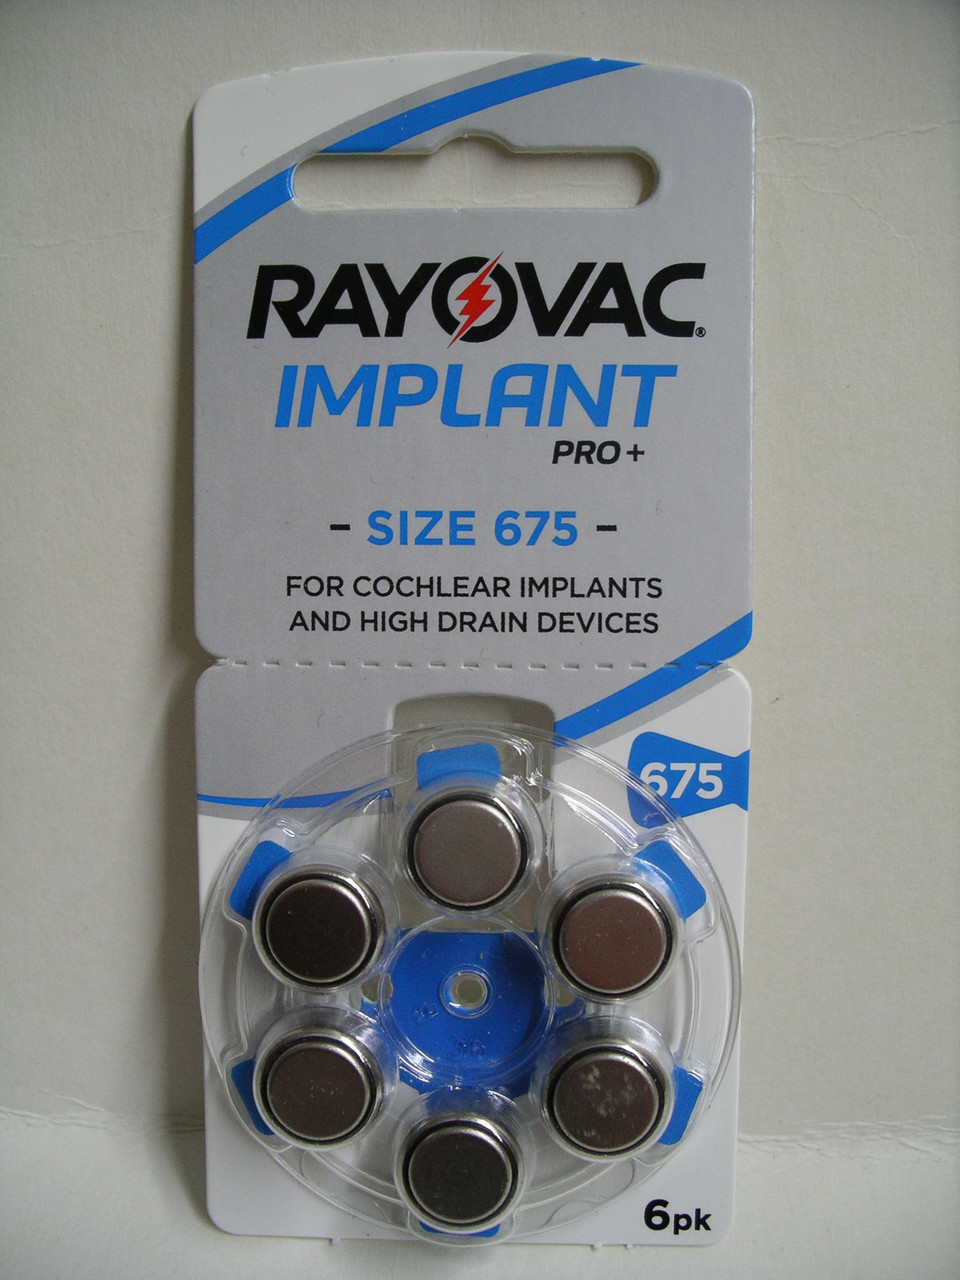 RAYOVAC®
IMPLANT
PRO+
- SIZE 675 -
FOR COCHLEAR IMPLANTS
AND HIGH DRAIN DEVICES
675
6pk